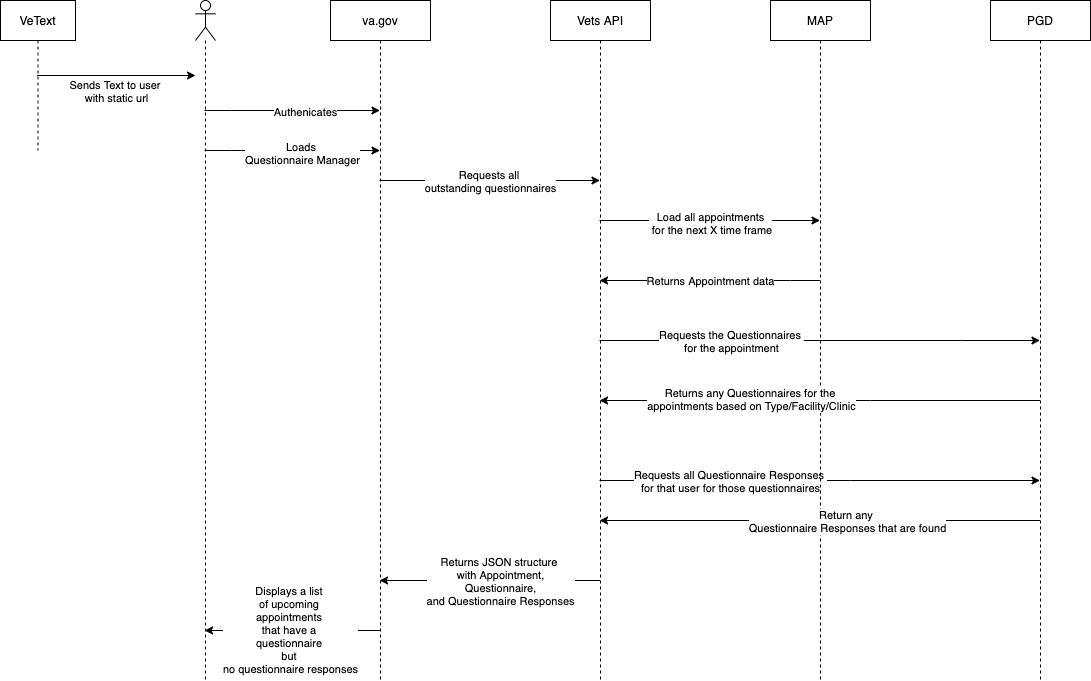 VeText
va.gov
Vets API
MAP
PGD
Sends Text to user
with static url
Authenicates
Loads
Questionnaire Manager
Requests all
outstanding questionnaires
Load all appointments
for the next X time frame
Returns Appointment data
Requests the Questionnaires
for the appointment
Returns any Questionnaires for the
appointments based on Type/Facility/Clinic
Requests all Questionnaire Responses
for that user for those questionnaires
Return any
Questionnaire Responses that are found
Returns JSON structure
with Appointment,
Questionnaire,
and Questionnaire Responses
Displays a list
of upcoming
appointments
that have a
questionnaire
but
no questionnaire responses